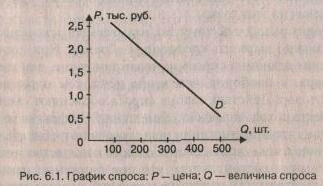 P, тыс. руб.
2,5
2,0
1,5
1,0
0,5
0
D
Q, шт.
100 200 300 400 500
Рис. 6.1. График спроса: P — цена; Q — величина спроса